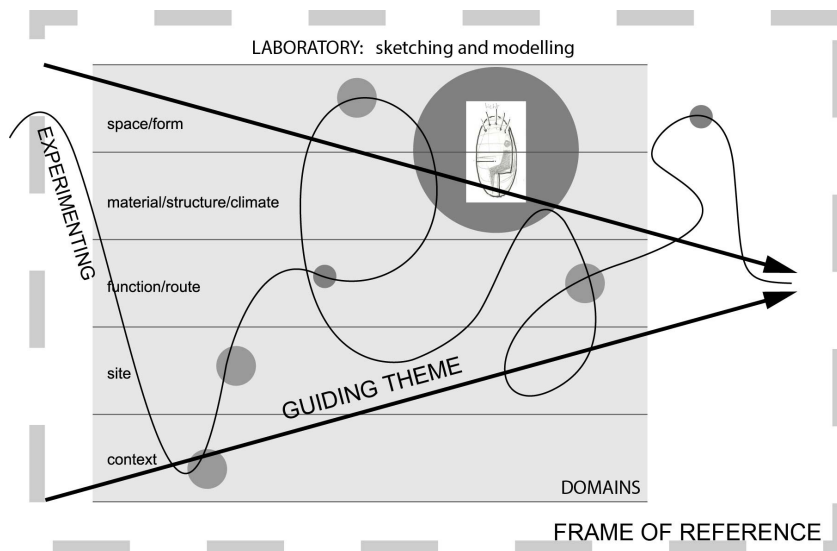 LABORATORY: sketching and modelling
space/form
EXPERIMENTING
material/structure/climate
function/route
site
GUIDING THEME
context
DOMAINS
FRAME OF REFERENCE